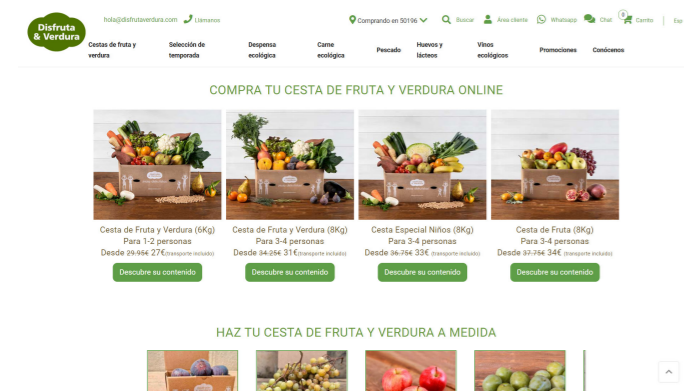 Disfruta
& Verdura
hola@disfrutaverdura.com Llámanos
Comprando en 50196 Buscar Área cliente Whatsapp Chat 0 Carrito Esp
Cestas de fruta y verdura
Selección de temporada
Despensa ecológica
Carne ecológica
Pescado
Huevos y lácteos
Vinos ecológicos
Promociones
Conócenos
COMPRA TU CESTA DE FRUTA Y VERDURA ONLINE
Cesta de Fruta y Verdura (6Kg)
Para 1-2 personas
Desde 29.95€ 27€ (transporte incluido)
Descubre su contenido
Cesta de Fruta y Verdura (8Kg)
Para 3-4 personas
Desde 34.25€ 31€ (transporte incluido)
Descubre su contenido
Cesta Especial Niños (8Kg)
Para 3-4 personas
Desde 36.75€ 33€ (transporte incluido)
Descubre su contenido
Cesta de Fruta (8Kg)
Para 3-4 personas
Desde 37.75€ 34€ (transporte incluido)
Descubre su contenido
HAZ TU CESTA DE FRUTA Y VERDURA A MEDIDA